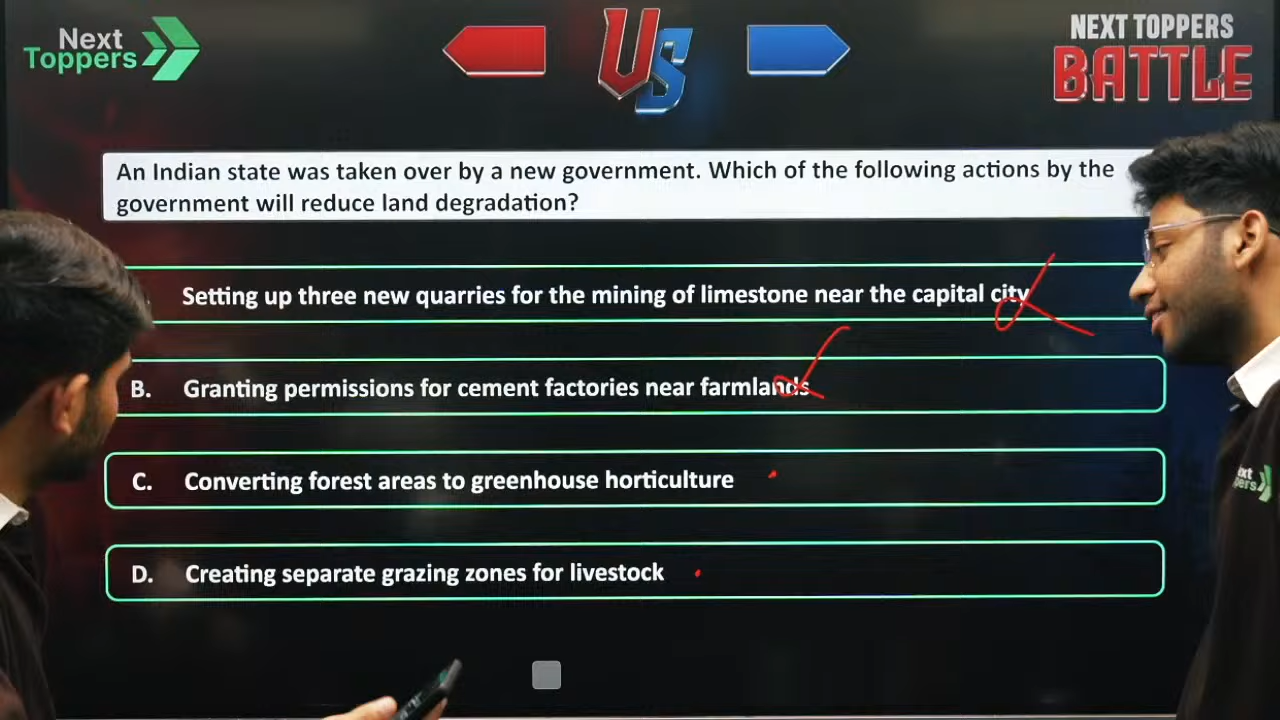 Next
Toppers
US
NEXT TOPPERS
BATTLE
An Indian state was taken over by a new government. Which of the following actions by the
government will reduce land degradation?
Setting up three new quarries for the mining of limestone near the capital city
B. Granting permissions for cement factories near farmlands
C. Converting forest areas to greenhouse horticulture
D. Creating separate grazing zones for livestock